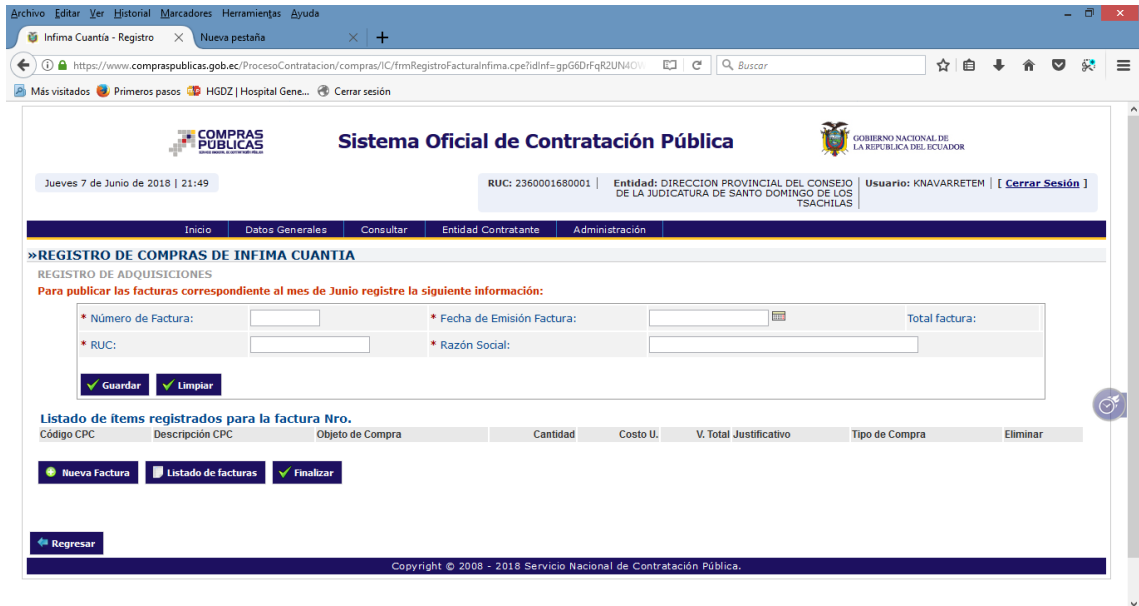 Archivo Editar Ver Historial Marcadores Herramientas Ayuda
Infima Cuantía - Registro
Nueva pestaña
https://www.compraspublicas.gob.ec/ProcesoContratacion/compras/IC/frmRegistroFacturaInfima.cpe?idInf=gpG6DrFqR2UN4OW
Buscar
Más visitados Primeros pasos HGDZ | Hospital Gene... Cerrar sesión
COMPRAS
PÚBLICAS
Sistema Oficial de Contratación Pública
GOBIERNO NACIONAL DE
LA REPUBLICA DEL ECUADOR
Jueves 7 de Junio de 2018 | 21:49
RUC: 2360001680001 | Entidad: DIRECCION PROVINCIAL DEL CONSEJO
DE LA JUDICATURA DE SANTO DOMINGO DE LOS
TSACHILAS
Usuario: KNAVARRETEM | [ Cerrar Sesión ]
Inicio Datos Generales Consultar Entidad Contratante Administración
»REGISTRO DE COMPRAS DE INFIMA CUANTIA
REGISTRO DE ADQUISICIONES
Para publicar las facturas correspondiente al mes de Junio registre la siguiente información:
* Número de Factura: * Fecha de Emisión Factura: Total factura:
* RUC: * Razón Social:
Guardar Limpiar
Listado de ítems registrados para la factura Nro.
Código CPC Descripción CPC Objeto de Compra Cantidad Costo U. V. Total Justificativo Tipo de Compra Eliminar
Nueva Factura Listado de facturas Finalizar
Regresar
Copyright © 2008 - 2018 Servicio Nacional de Contratación Pública.